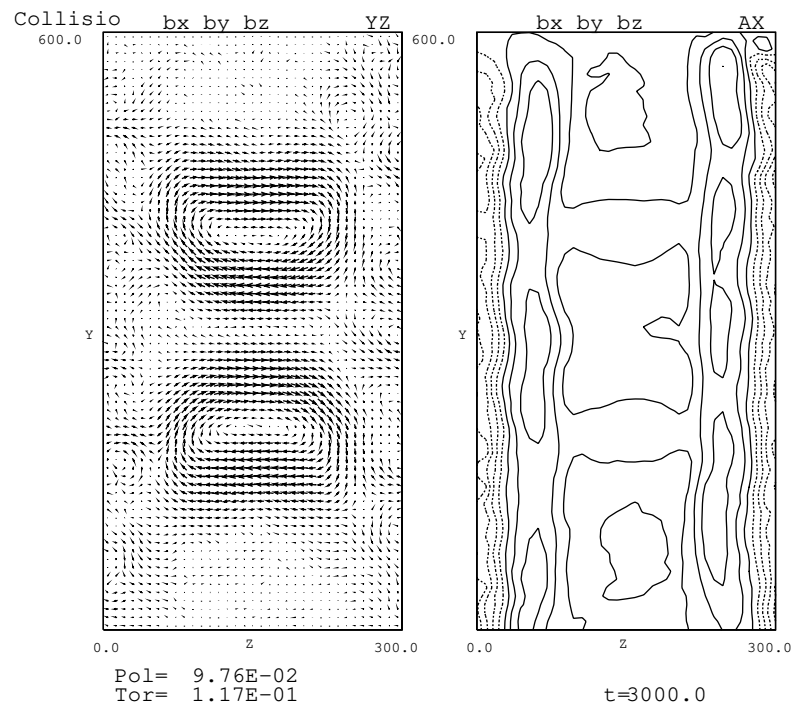 Collisio
bx by bz YZ
bx by bz AX
600.0
600.0
Y
Y
0.0 Z 300.0
0.0 Z 300.0
Pol= 9.76E-02
Tor= 1.17E-01
t=3000.0